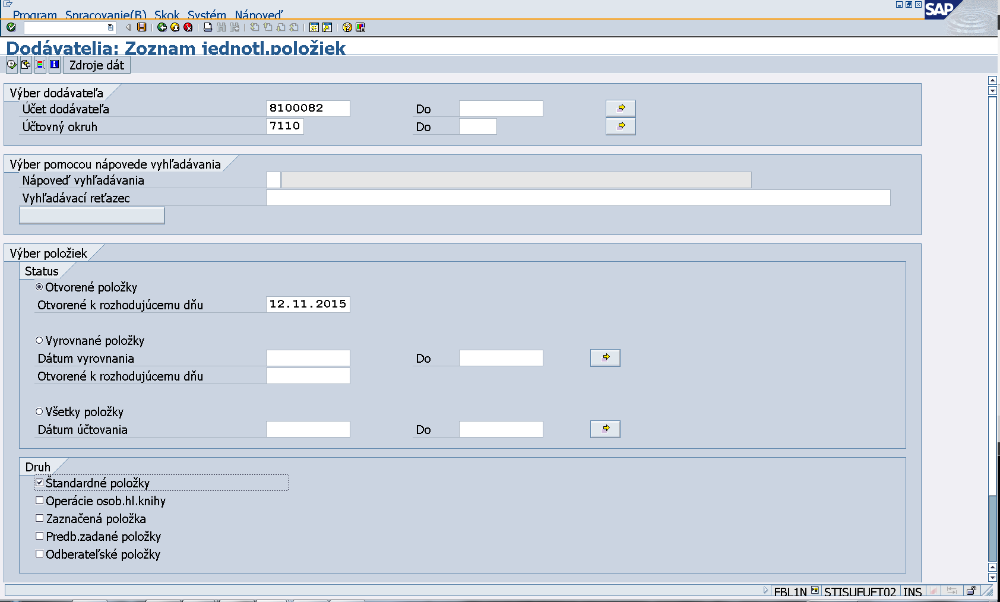 Program Spracovanie(B) Skok Systém Nápoveď
SAP
Dodávatelia: Zoznam jednotl.položiek
Zdroje dát
Výber dodávateľa
Účet dodávateľa 8100082 Do
Účtovný okruh 7110 Do
Výber pomocou nápovede vyhľadávania
Nápoveď vyhľadávania
Vyhľadávací reťazec
Výber položiek
Status
Otvorené položky
Otvorené k rozhodujúcemu dňu 12.11.2015
Vyrovnané položky
Dátum vyrovnania Do
Otvorené k rozhodujúcemu dňu
Všetky položky
Dátum účtovania Do
Druh
Štandardné položky
Operácie osob.hl.knihy
Zaznačená položka
Predb.zadané položky
Odberateľské položky
FBL1N STISUFUFT02 INS